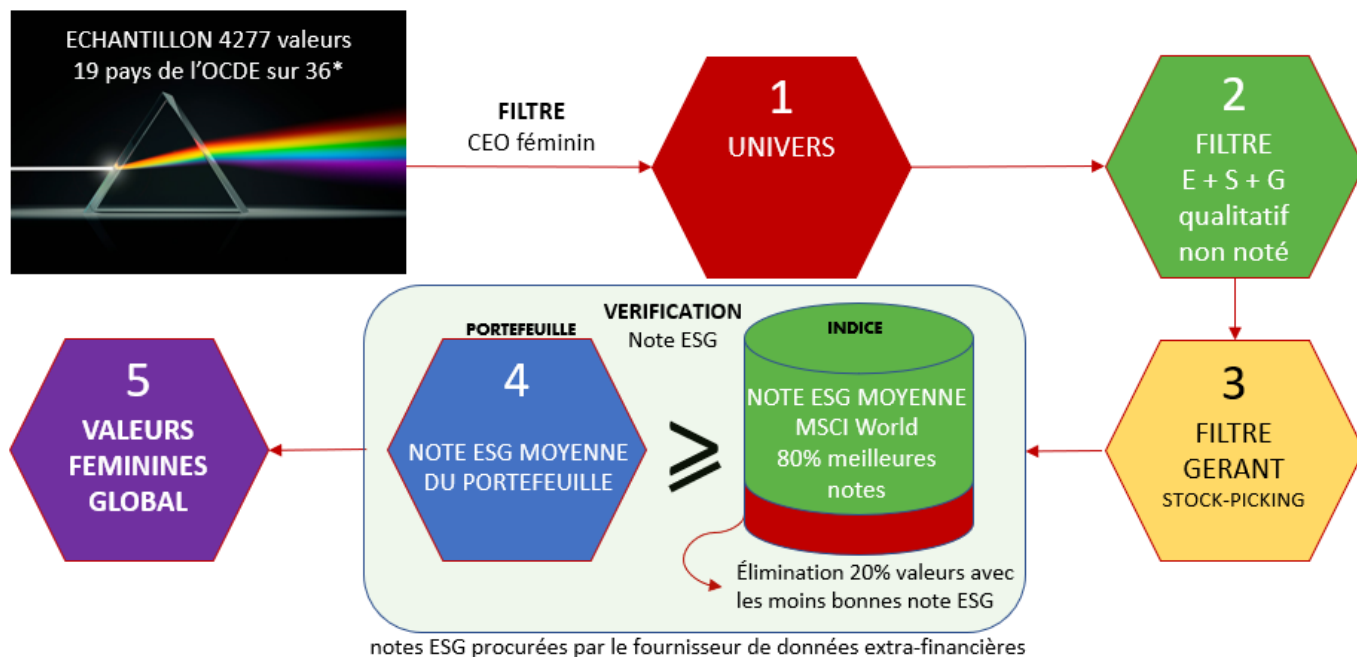 ECHANTILLON 4277 valeurs
19 pays de l'OCDE sur 36*
FILTRE
CEO féminin
1
UNIVERS
2
FILTRE
E + S + G
qualitatif
non noté
3
FILTRE
GERANT
STOCK-PICKING
VERIFICATION
Note ESG
PORTEFEUILLE
4
NOTE ESG MOYENNE
DU PORTEFEUILLE
⩾
INDICE
NOTE ESG MOYENNE
MSCI World
80% meilleures
notes
Élimination 20% valeurs avec
les moins bonnes note ESG
notes ESG procurées par le fournisseur de données extra-financières
5
VALEURS
FEMININES
GLOBAL